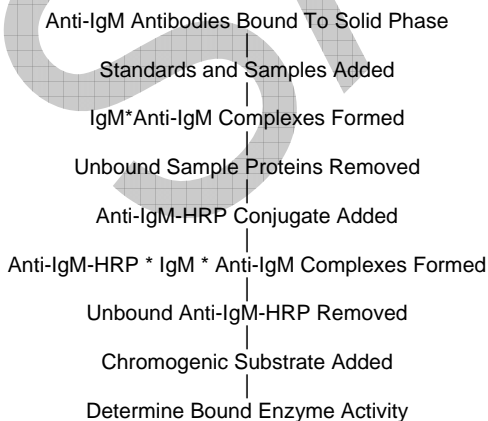 Anti-IgM Antibodies Bound To Solid Phase
Standards and Samples Added
IgM*Anti-IgM Complexes Formed
Unbound Sample Proteins Removed
Anti-IgM-HRP Conjugate Added
Anti-IgM-HRP * IgM * Anti-IgM Complexes Formed
Unbound Anti-IgM-HRP Removed
Chromogenic Substrate Added
Determine Bound Enzyme Activity